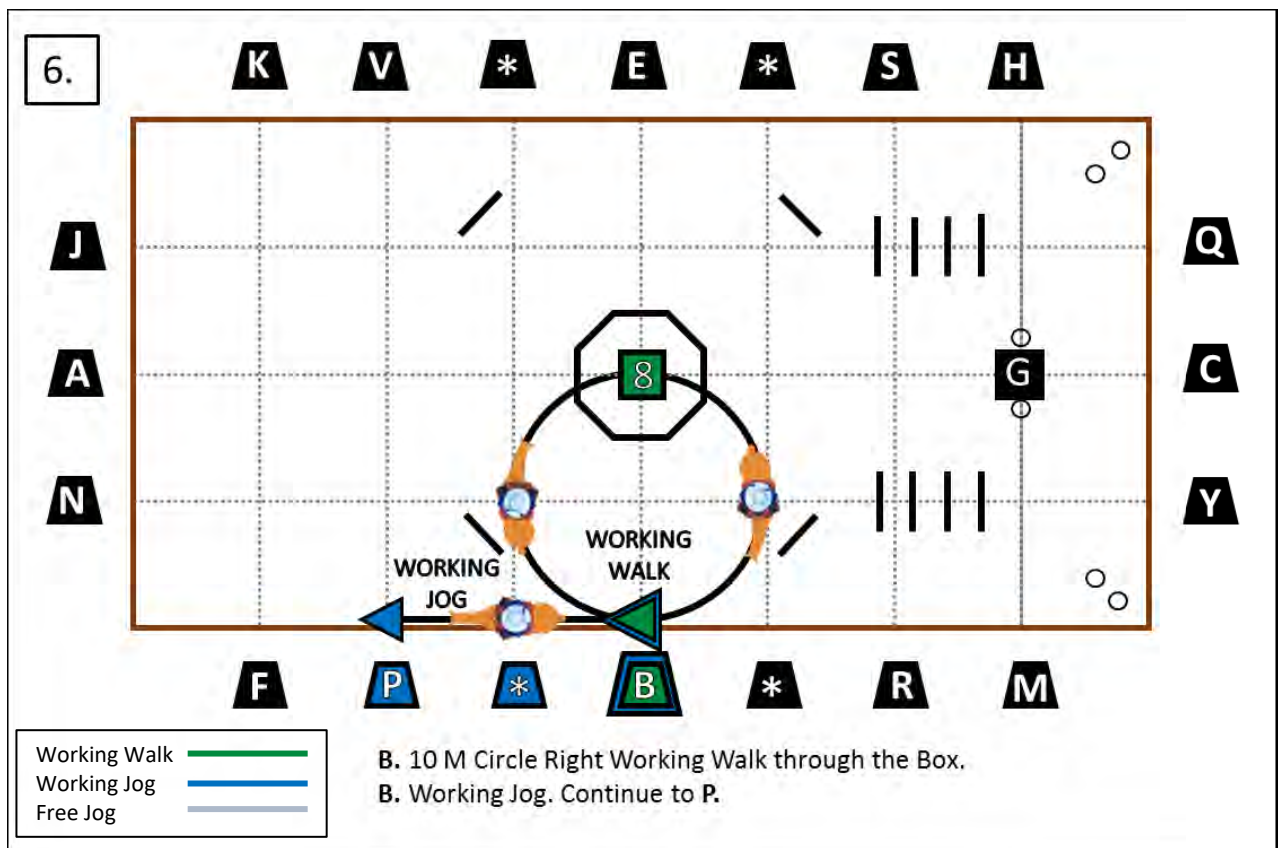 6.
K V * E * S H
J Q
A 8 G C
N Y
WORKING
WALK
WORKING
JOG
F P * B * R M
Working Walk
Working Jog
Free Jog
B. 10 M Circle Right Working Walk through the Box.
B. Working Jog. Continue to P.